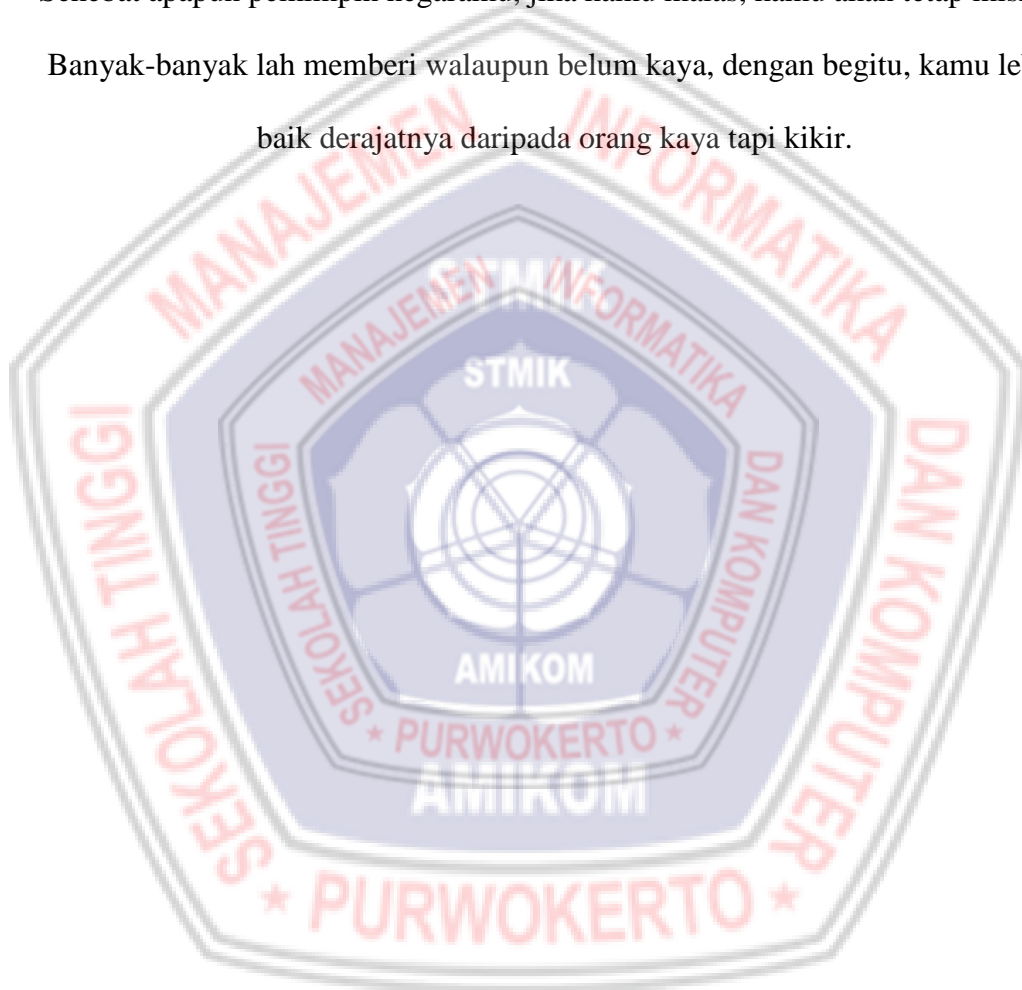 Banyak-banyak lah memberi walaupun belum kaya, dengan begitu, kamu
baik derajatnya daripada orang kaya tapi kikir.
MANAJEMEN INFORMATIKA
STMIK
MANAJEMEN INFORMATIKA
STMIK
SEKOLAH TINGGI
DAN KOMPUTER
SEKOLAH TINGGI
DAN KOMPUTER
AMIKOM
* PURWOKERTO *
AMIKOM
* PURWOKERTO *